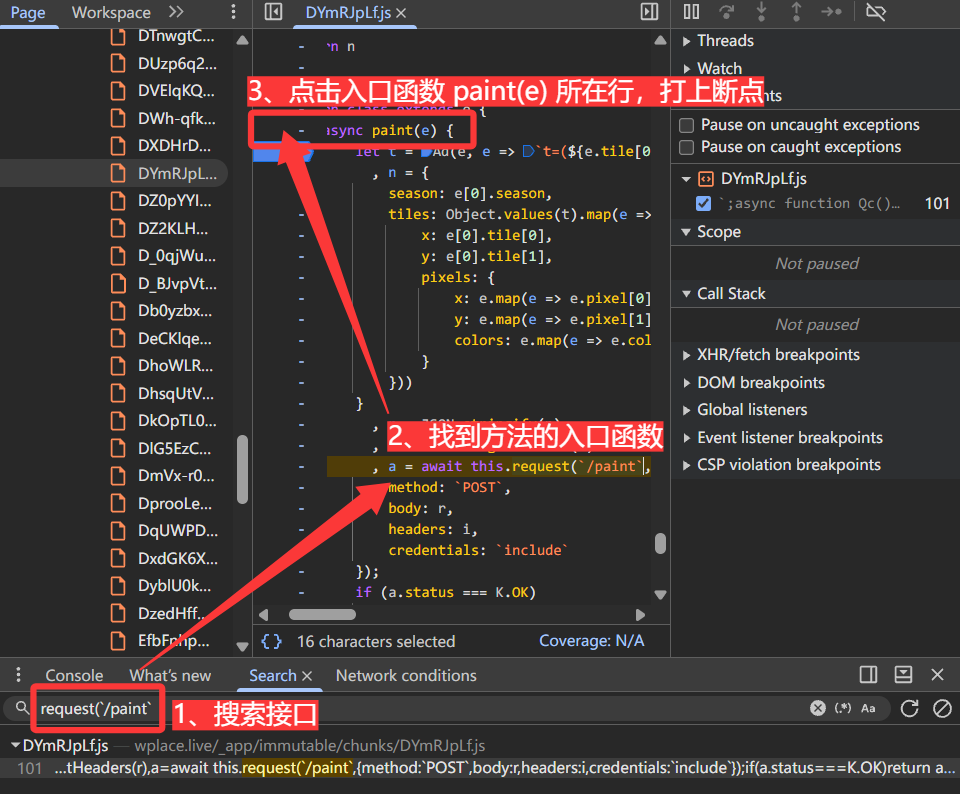 Page Workspace
DYmRJpLf.js
DTnwgtC...
DUzp6q2...
DVElqKQ...
DWh-qfk...
DXDHrD...
DYmRJpL...
DZ0pYYI...
DZ2KLH...
D_0qjWu...
D_BJvpVt...
Db0yzbx...
DeCKlqe...
DhoWLR...
DhsqUtV...
DkOpTL0...
DIG5EzC...
DmVx-r0...
DprooLe...
DqUWPD...
DxdGK6X...
DyblU0k...
DzedHff...
EfbFnhp...
n n
3、点击入口函数 paint(e) 所在行，打上断点
async paint(e) {
let t = Ad(e, e => `t=(${e.tile[0
, n = {
season: e[0].season,
tiles: Object.values(t).map(e =>
x: e[0].tile[0],
y: e[0].tile[1],
pixels: {
x: e.map(e => e.pixel[0]
y: e.map(e => e.pixel[1]
colors: e.map(e => e.col
}
}))
}
2、找到方法的入口函数
, a = await this.request(`/paint`,
method: `POST`,
body: r,
headers: i,
credentials: `include`
});
if (a.status === K.OK)
{ } 16 characters selected Coverage: N/A
Threads
Watch
Pause on uncaught exceptions
Pause on caught exceptions
DYmRJpLf.js
`;async function Qc()... 101
Scope
Not paused
Call Stack
Not paused
XHR/fetch breakpoints
DOM breakpoints
Global listeners
Event listener breakpoints
CSP violation breakpoints
Console What's new Search Network conditions
request(`/paint`
(.*) Aa
1、搜索接口
DYmRJpLf.js — wplace.live/_app/immutable/chunks/DYmRJpLf.js
101 ...tHeaders(r),a=await this.request(`/paint`,{method:`POST`,body:r,headers:i,credentials:`include`});if(a.status===K.OK)return a...